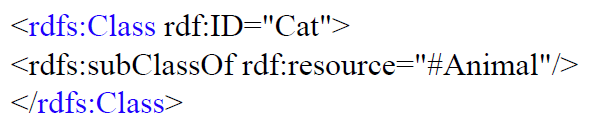 <rdfs:Class rdf:ID="Cat">
<rdfs:subClassOf rdf:resource="#Animal"/>
</rdfs:Class>